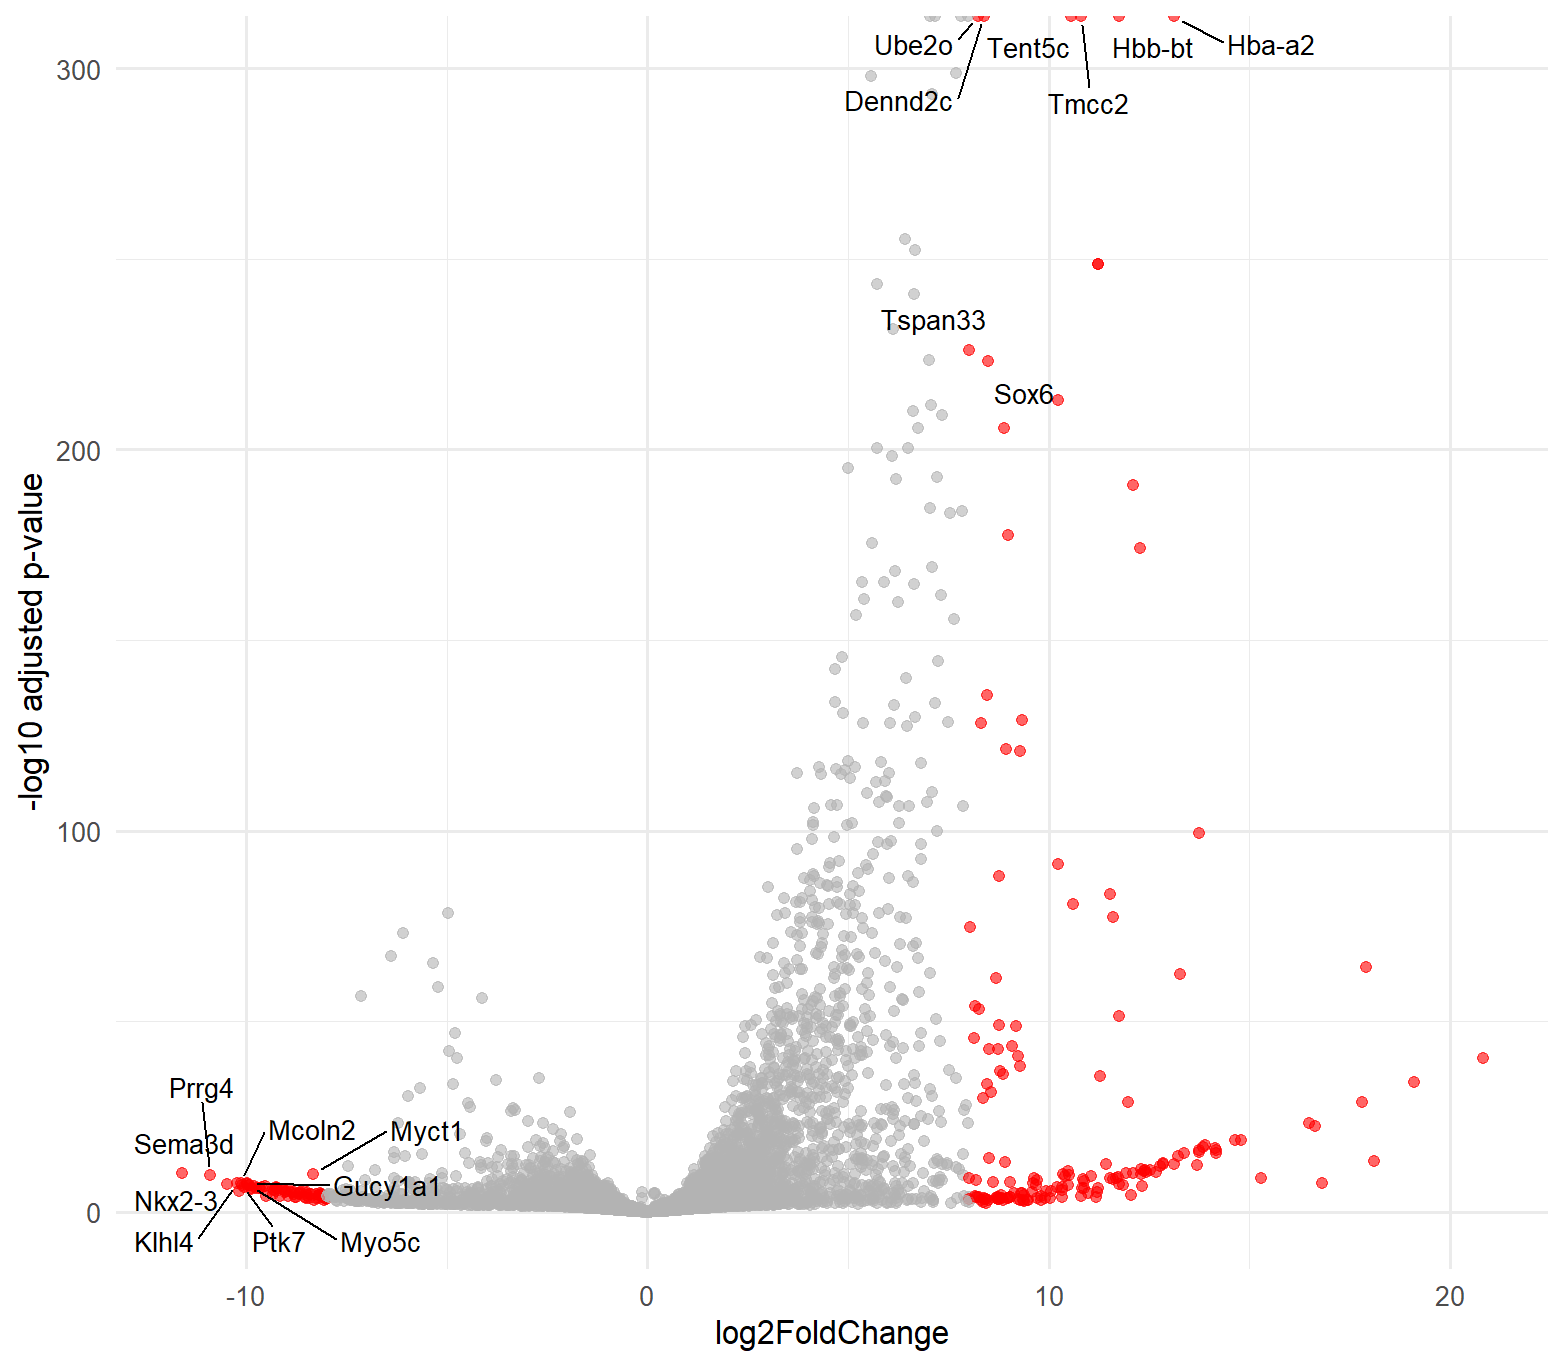 Ube2o
Tent5c
Hbb-bt
Hba-a2
300
Dennd2c
Tmcc2
Tspan33
Sox6
200
-log10 adjusted p-value
100
Prrg4
Mcoln2
Myct1
Sema3d
Gucy1a1
Nkx2-3
0
Klhl4
Ptk7
Myo5c
-10
0
10
20
log2FoldChange